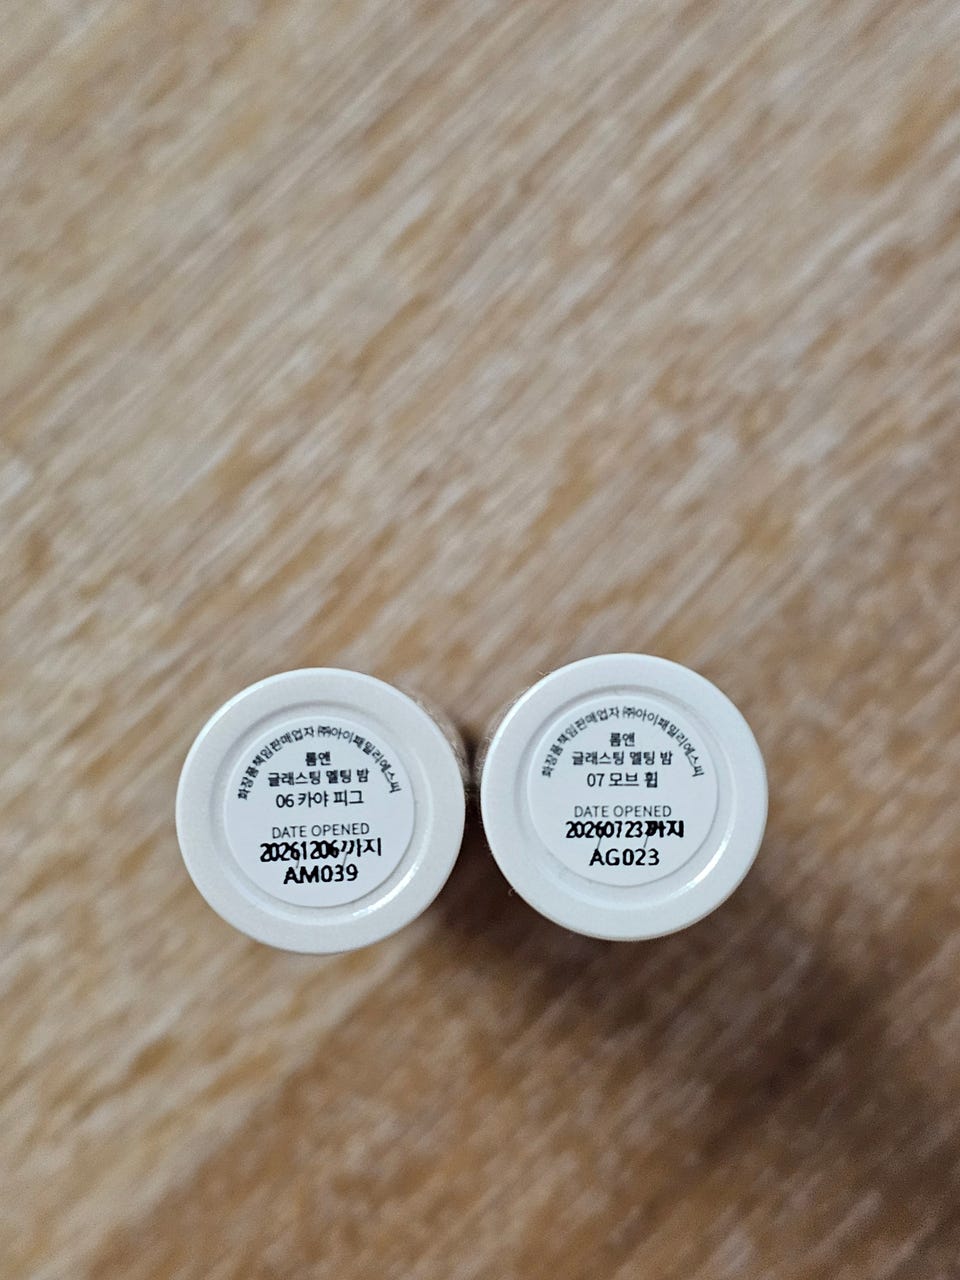 화장품책임판매업자 ㈜아이패밀리에스씨
롬앤
글래스팅 멜팅 밤
06 카야 피그
DATE OPENED
20261206까지
AM039
화장품책임판매업자 ㈜아이패밀리에스씨
롬앤
글래스팅 멜팅 밤
07 모브 휩
DATE OPENED
20260723까지
AG023